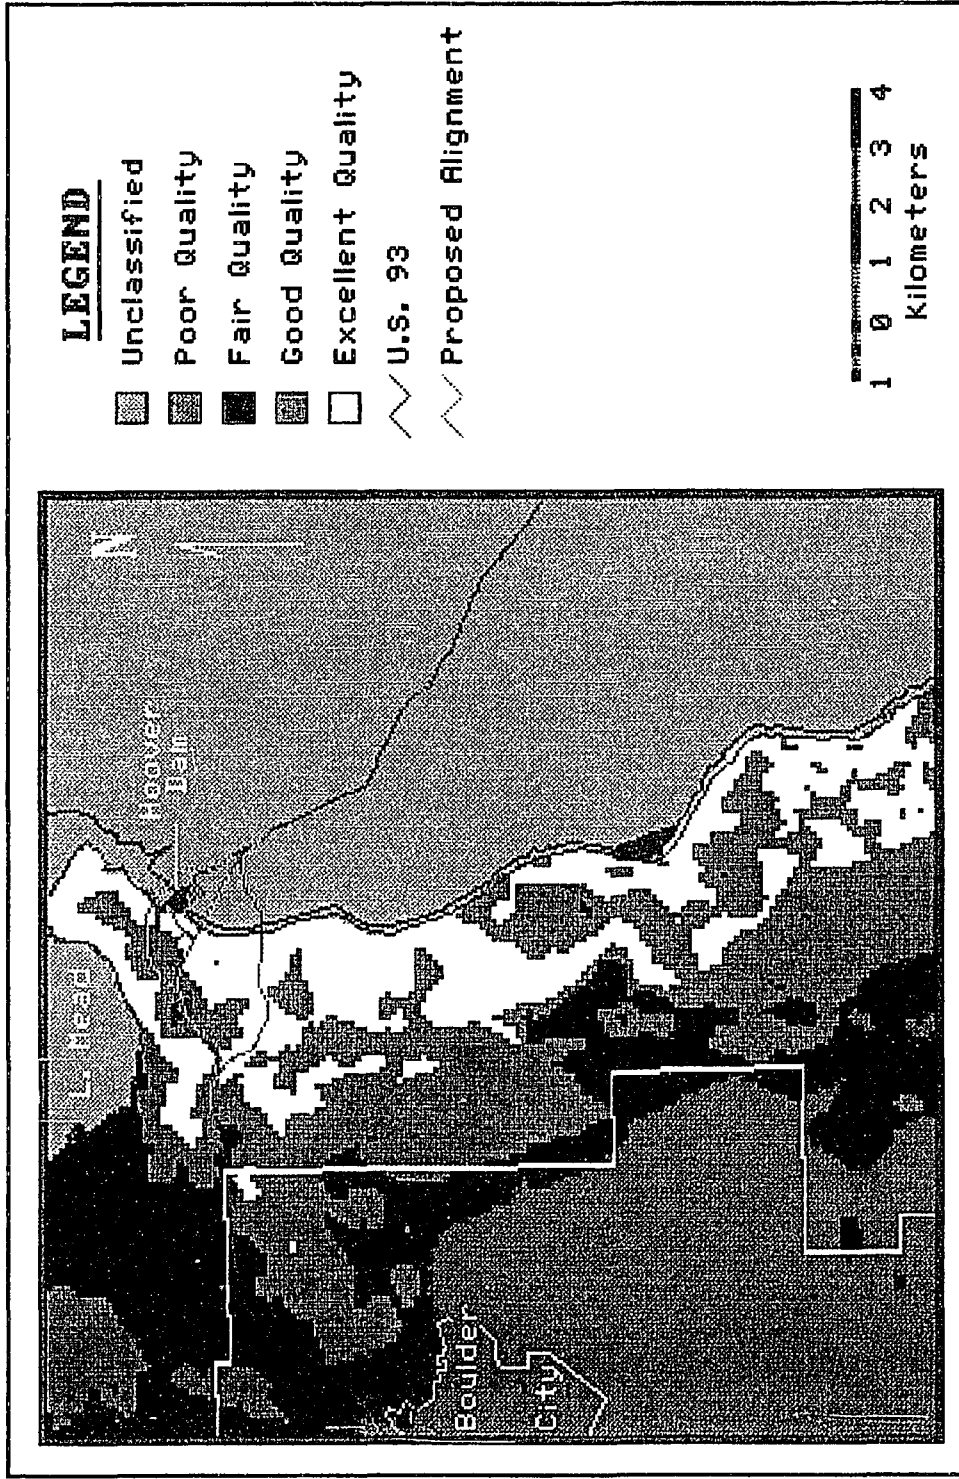 L. Mead
Hoover
Dam
N
Boulder
City
LEGEND
Unclassified
Poor Quality
Fair Quality
Good Quality
Excellent Quality
U.S. 93
Proposed Alignment
1 0 1 2 3 4
Kilometers